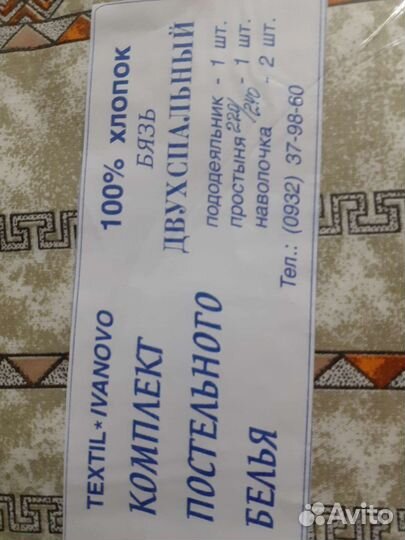 TEXTIL * IVANOVO
КОМПЛЕКТ
ПОСТЕЛЬНОГО
БЕЛЬЯ
100% ХЛОПОК
БЯЗЬ
ДВУХСПАЛЬНЫЙ
пододеяльник - 1 шт.
простыня 220/240 - 1 шт.
наволочка - 2 шт.
Тел.: (0932) 37-98-60
Avito